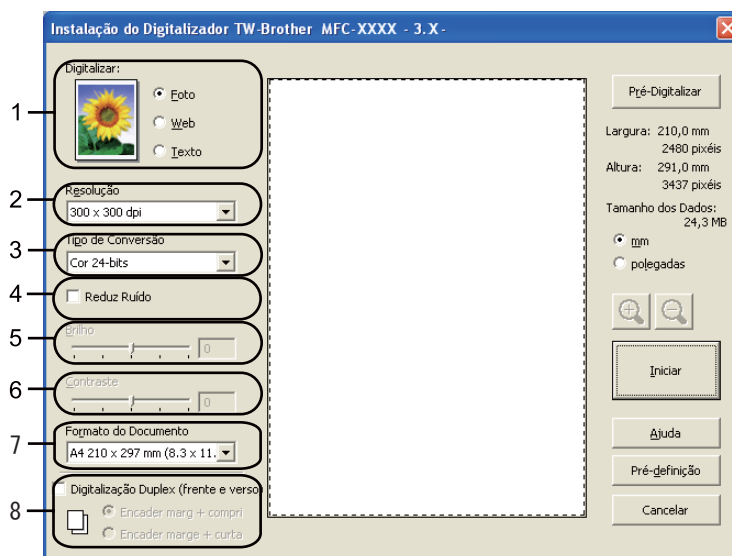 Instalação do Digitalizador TW-Brother MFC-XXXX - 3.X-
1
Digitalizar:
Foto
Web
Texto
2
Resolução
300 x 300 dpi
3
Tipo de Conversão
Cor 24-bits
4
Reduz Ruído
5
Brilho
0
6
Contraste
0
7
Formato do Documento
A4 210 x 297 mm (8.3 x 11.
8
Digitalização Duplex (frente e verso)
Encader marg + compri
Encader marge + curta
Pré-Digitalizar
Largura: 210,0 mm
2480 pixéis
Altura: 291,0 mm
3437 pixéis
Tamanho dos Dados:
24,3 MB
mm
polegadas
Iniciar
Ajuda
Pré-definição
Cancelar